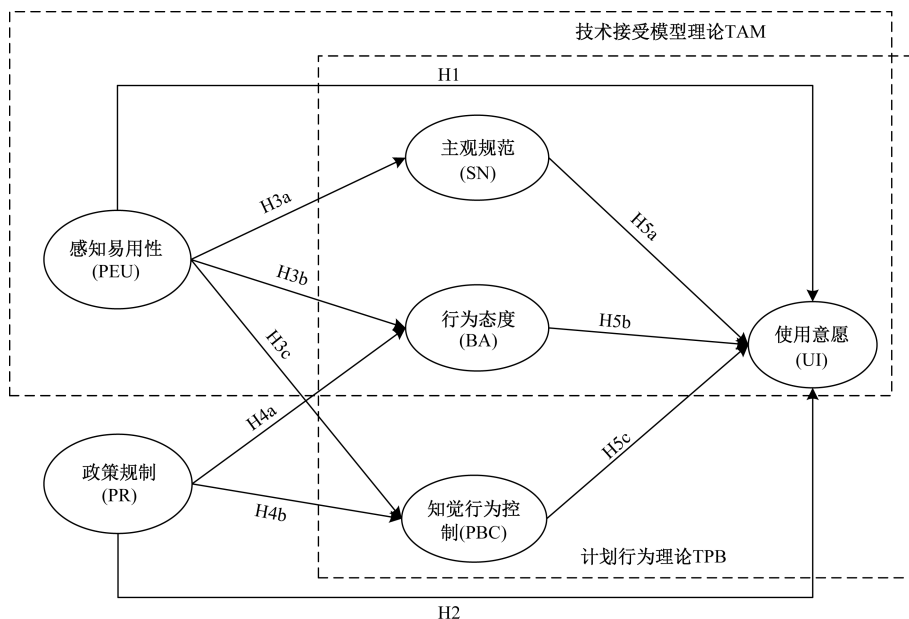 技术接受模型理论TAM
H1
主观规范
(SN)
H3a
H5a
感知易用性
(PEU)
H3b
行为态度
(BA)
H5b
使用意愿
(UI)
H3c
H4a
H5c
政策规制
(PR)
H4b
知觉行为控
制(PBC)
计划行为理论TPB
H2